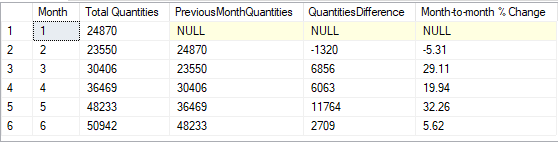 Month Total Quantities PreviousMonthQuantities QuantitiesDifference Month-to-month % Change
1 1 24870 NULL NULL NULL
2 2 23550 24870 -1320 -5.31
3 3 30406 23550 6856 29.11
4 4 36469 30406 6063 19.94
5 5 48233 36469 11764 32.26
6 6 50942 48233 2709 5.62